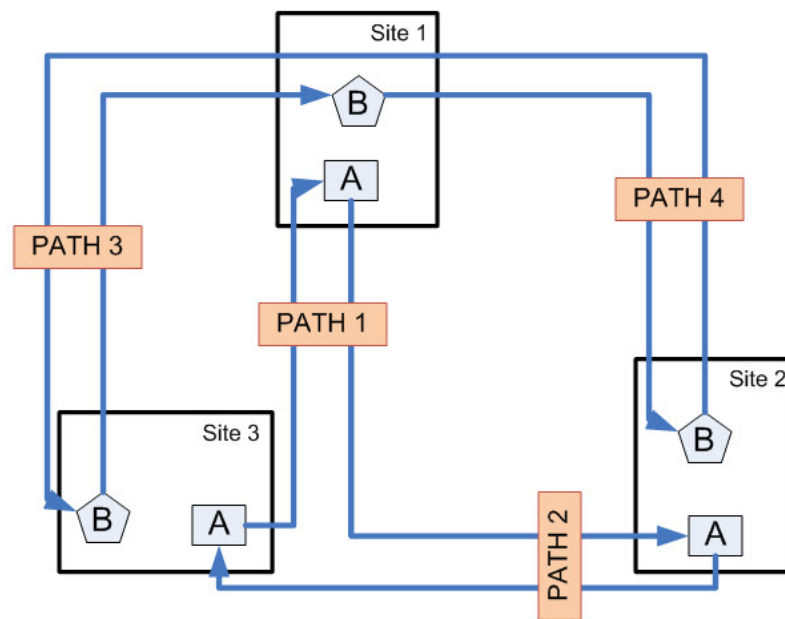 Site 1
B
A
PATH 3
PATH 4
PATH 1
Site 2
B
Site 3
B
A
PATH 2
A